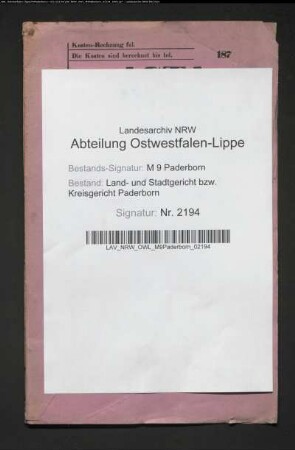 Kosten-Rechnung fol.
Die Kosten sind berechnet bis fol. 187
Landesarchiv NRW
Abteilung Ostwestfalen-Lippe
Bestands-Signatur: M 9 Paderborn
Bestand: Land- und Stadtgericht bzw.
Kreisgericht Paderborn
Signatur: Nr. 2194
LAV_NRW_OWL_M9Paderborn_02194